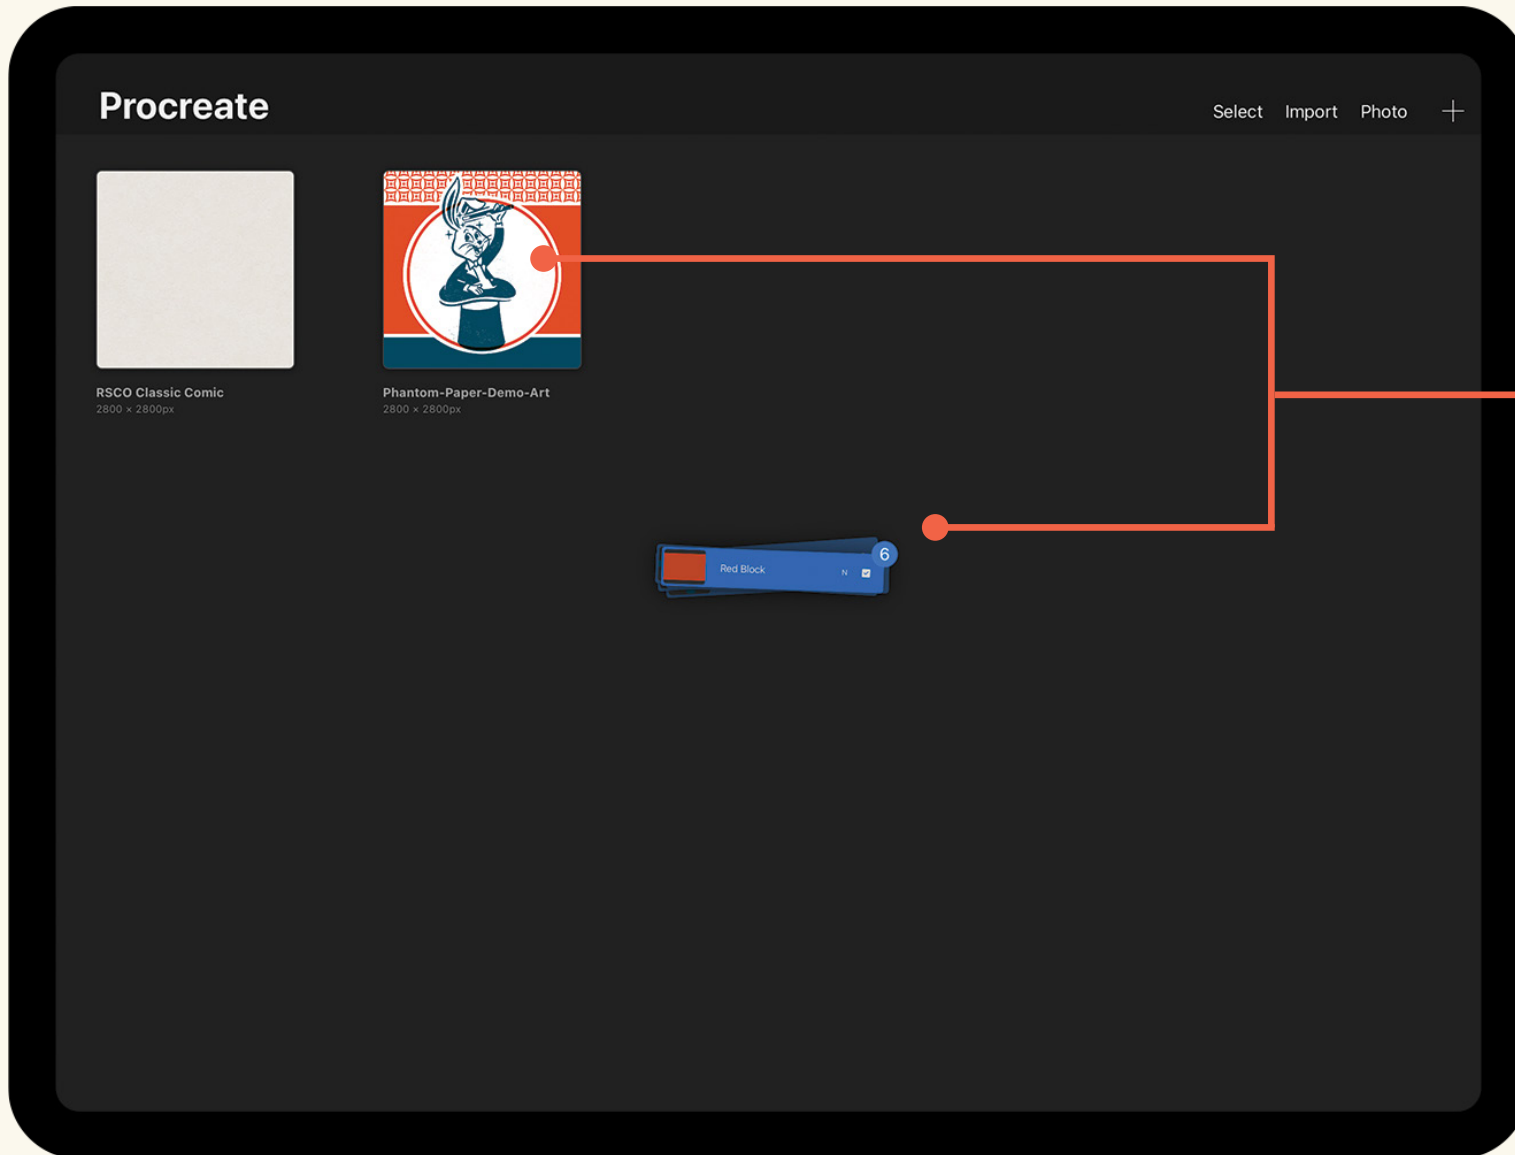 Procreate
Select Import Photo
RSCO Classic Comic
2800 × 2800px
Phantom-Paper-Demo-Art
2800 × 2800px
Red Block N
6